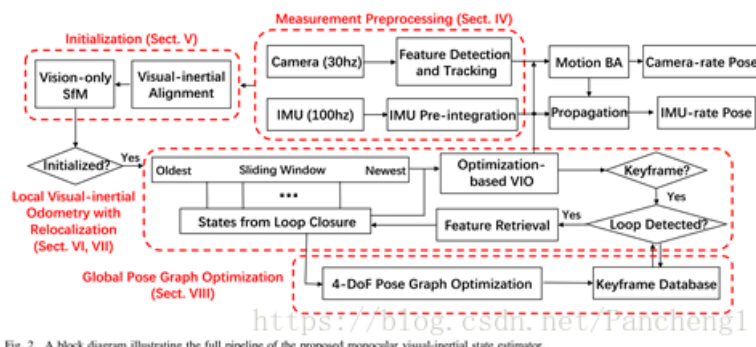 Measurement Preprocessing (Sect. IV)
Initialization (Sect. V)
Camera (30hz)
Feature Detection
and Tracking
Motion BA
Camera-rate Pose
Vision-only
SfM
Visual-inertial
Alignment
IMU (100hz)
IMU Pre-integration
Propagation
IMU-rate Pose
Initialized?
Yes
Oldest
Sliding Window
Newest
Optimization-
based VIO
Keyframe?
Local Visual-inertial
Odometry with
Relocalization
(Sect. VI, VII)
...
States from Loop Closure
Feature Retrieval
Yes
Yes
Loop Detected?
Global Pose Graph Optimization
(Sect. VIII)
4-DoF Pose Graph Optimization
Keyframe Database
https://blog.csdn.net/Pancheng1
Fig. 2. A block diagram illustrating the full pipeline of the proposed monocular visual-inertial state estimator.